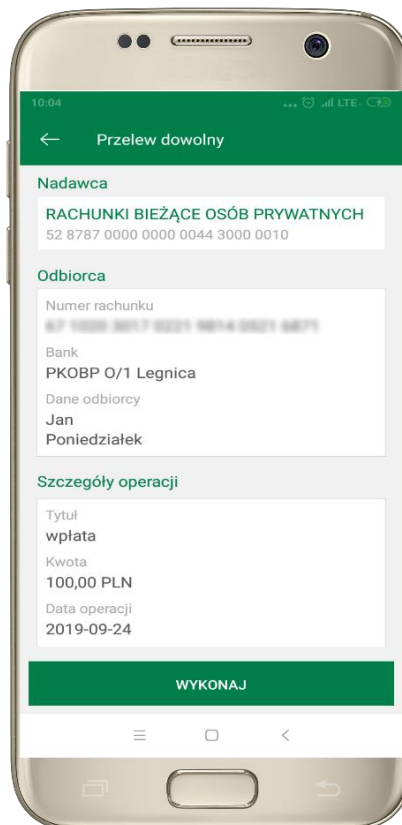 10:04
... LTE
Przelew dowolny
Nadawca
RACHUNKI BIEŻĄCE OSÓB PRYWATNYCH
52 8787 0000 0000 0044 3000 0010
Odbiorca
Numer rachunku
Bank
PKOBP O/1 Legnica
Dane odbiorcy
Jan
Poniedziałek
Szczegóły operacji
Tytuł
wpłata
Kwota
100,00 PLN
Data operacji
2019-09-24
WYKONAJ